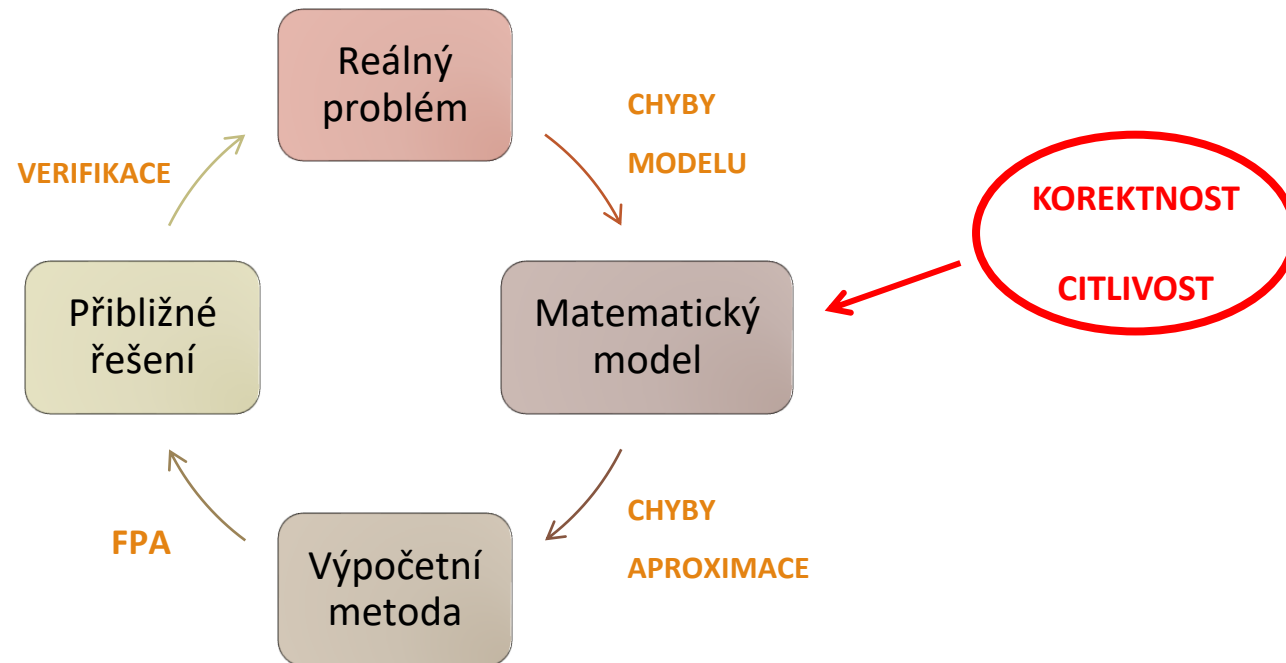 Reálný
problém
CHYBY
MODELU
VERIFIKACE
KOREKTNOST
CITLIVOST
Matematický
model
Přibližné
řešení
CHYBY
APROXIMACE
FPA
Výpočetní
metoda